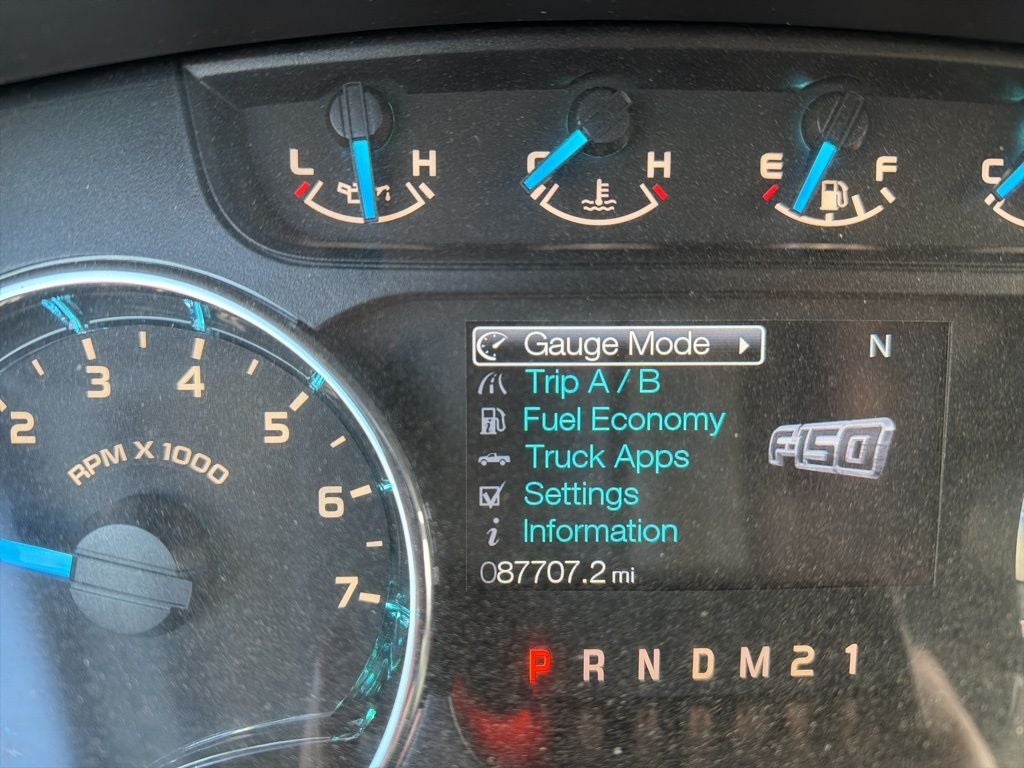 L H
C H
E F
C
2 3 4 5 6 7
RPM X 1000
Gauge Mode
N
Trip A / B
Fuel Economy
F-150
Truck Apps
Settings
i Information
087707.2 mi
P R N D M 2 1